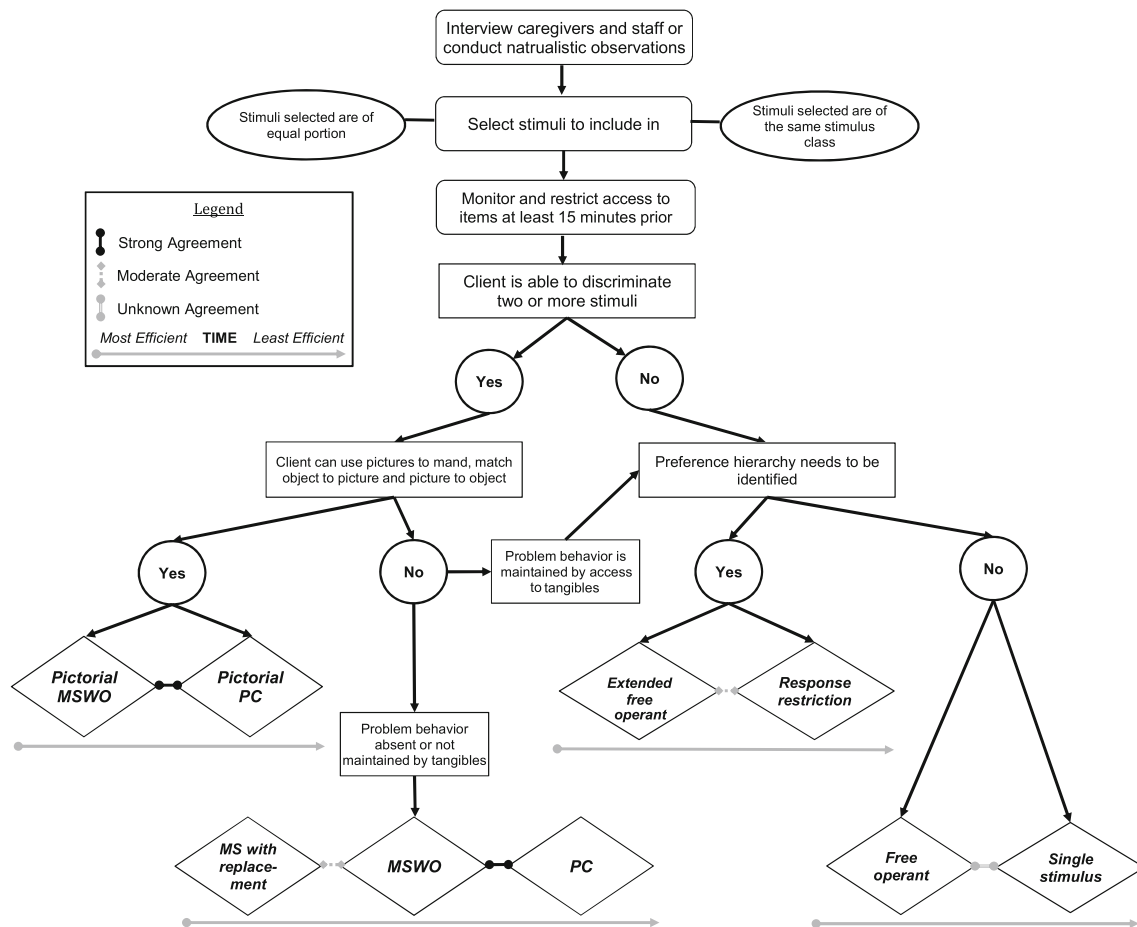 Interview caregivers and staff or
conduct natrualistic observations
Stimuli selected are of
equal portion
Select stimuli to include in
Stimuli selected are of
the same stimulus
class
Monitor and restrict access to
items at least 15 minutes prior
Legend
Strong Agreement
Moderate Agreement
Unknown Agreement
Most Efficient TIME Least Efficient
Client is able to discriminate
two or more stimuli
Yes
No
Client can use pictures to mand, match
object to picture and picture to object
Preference hierarchy needs to be
identified
Yes
No
Problem behavior is
maintained by access
to tangibles
Yes
No
Pictorial
MSWO
Pictorial
PC
Extended
free
operant
Response
restriction
Problem behavior
absent or not
maintained by tangibles
MS with
replace-
ment
MSWO
PC
Free
operant
Single
stimulus